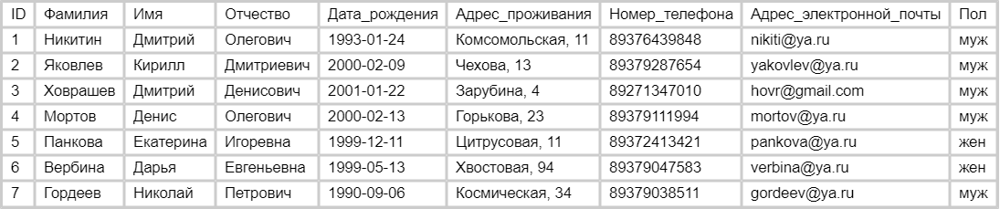 ID Фамилия Имя Отчество Дата_рождения Адрес_проживания Номер_телефона Адрес_электронной_почты Пол
1 Никитин Дмитрий Олегович 1993-01-24 Комсомольская, 11 89376439848 nikiti@ya.ru муж
2 Яковлев Кирилл Дмитриевич 2000-02-09 Чехова, 13 89379287654 yakovlev@ya.ru муж
3 Ховрашев Дмитрий Денисович 2001-01-22 Зарубина, 4 89271347010 hovr@gmail.com муж
4 Мортов Денис Олегович 2000-02-13 Горькова, 23 89379111994 mortov@ya.ru муж
5 Панкова Екатерина Игоревна 1999-12-11 Цитрусовая, 11 89372413421 pankova@ya.ru жен
6 Вербина Дарья Евгеньевна 1999-05-13 Хвостовая, 94 89379047583 verbina@ya.ru жен
7 Гордеев Николай Петрович 1990-09-06 Космическая, 34 89379038511 gordeev@ya.ru муж